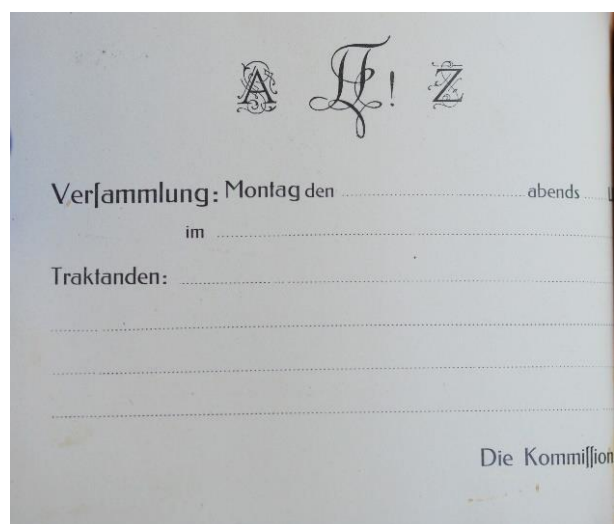 A ! Z
Verſammlung: Montag den abends
im
Traktanden:
Die Kommiſſion